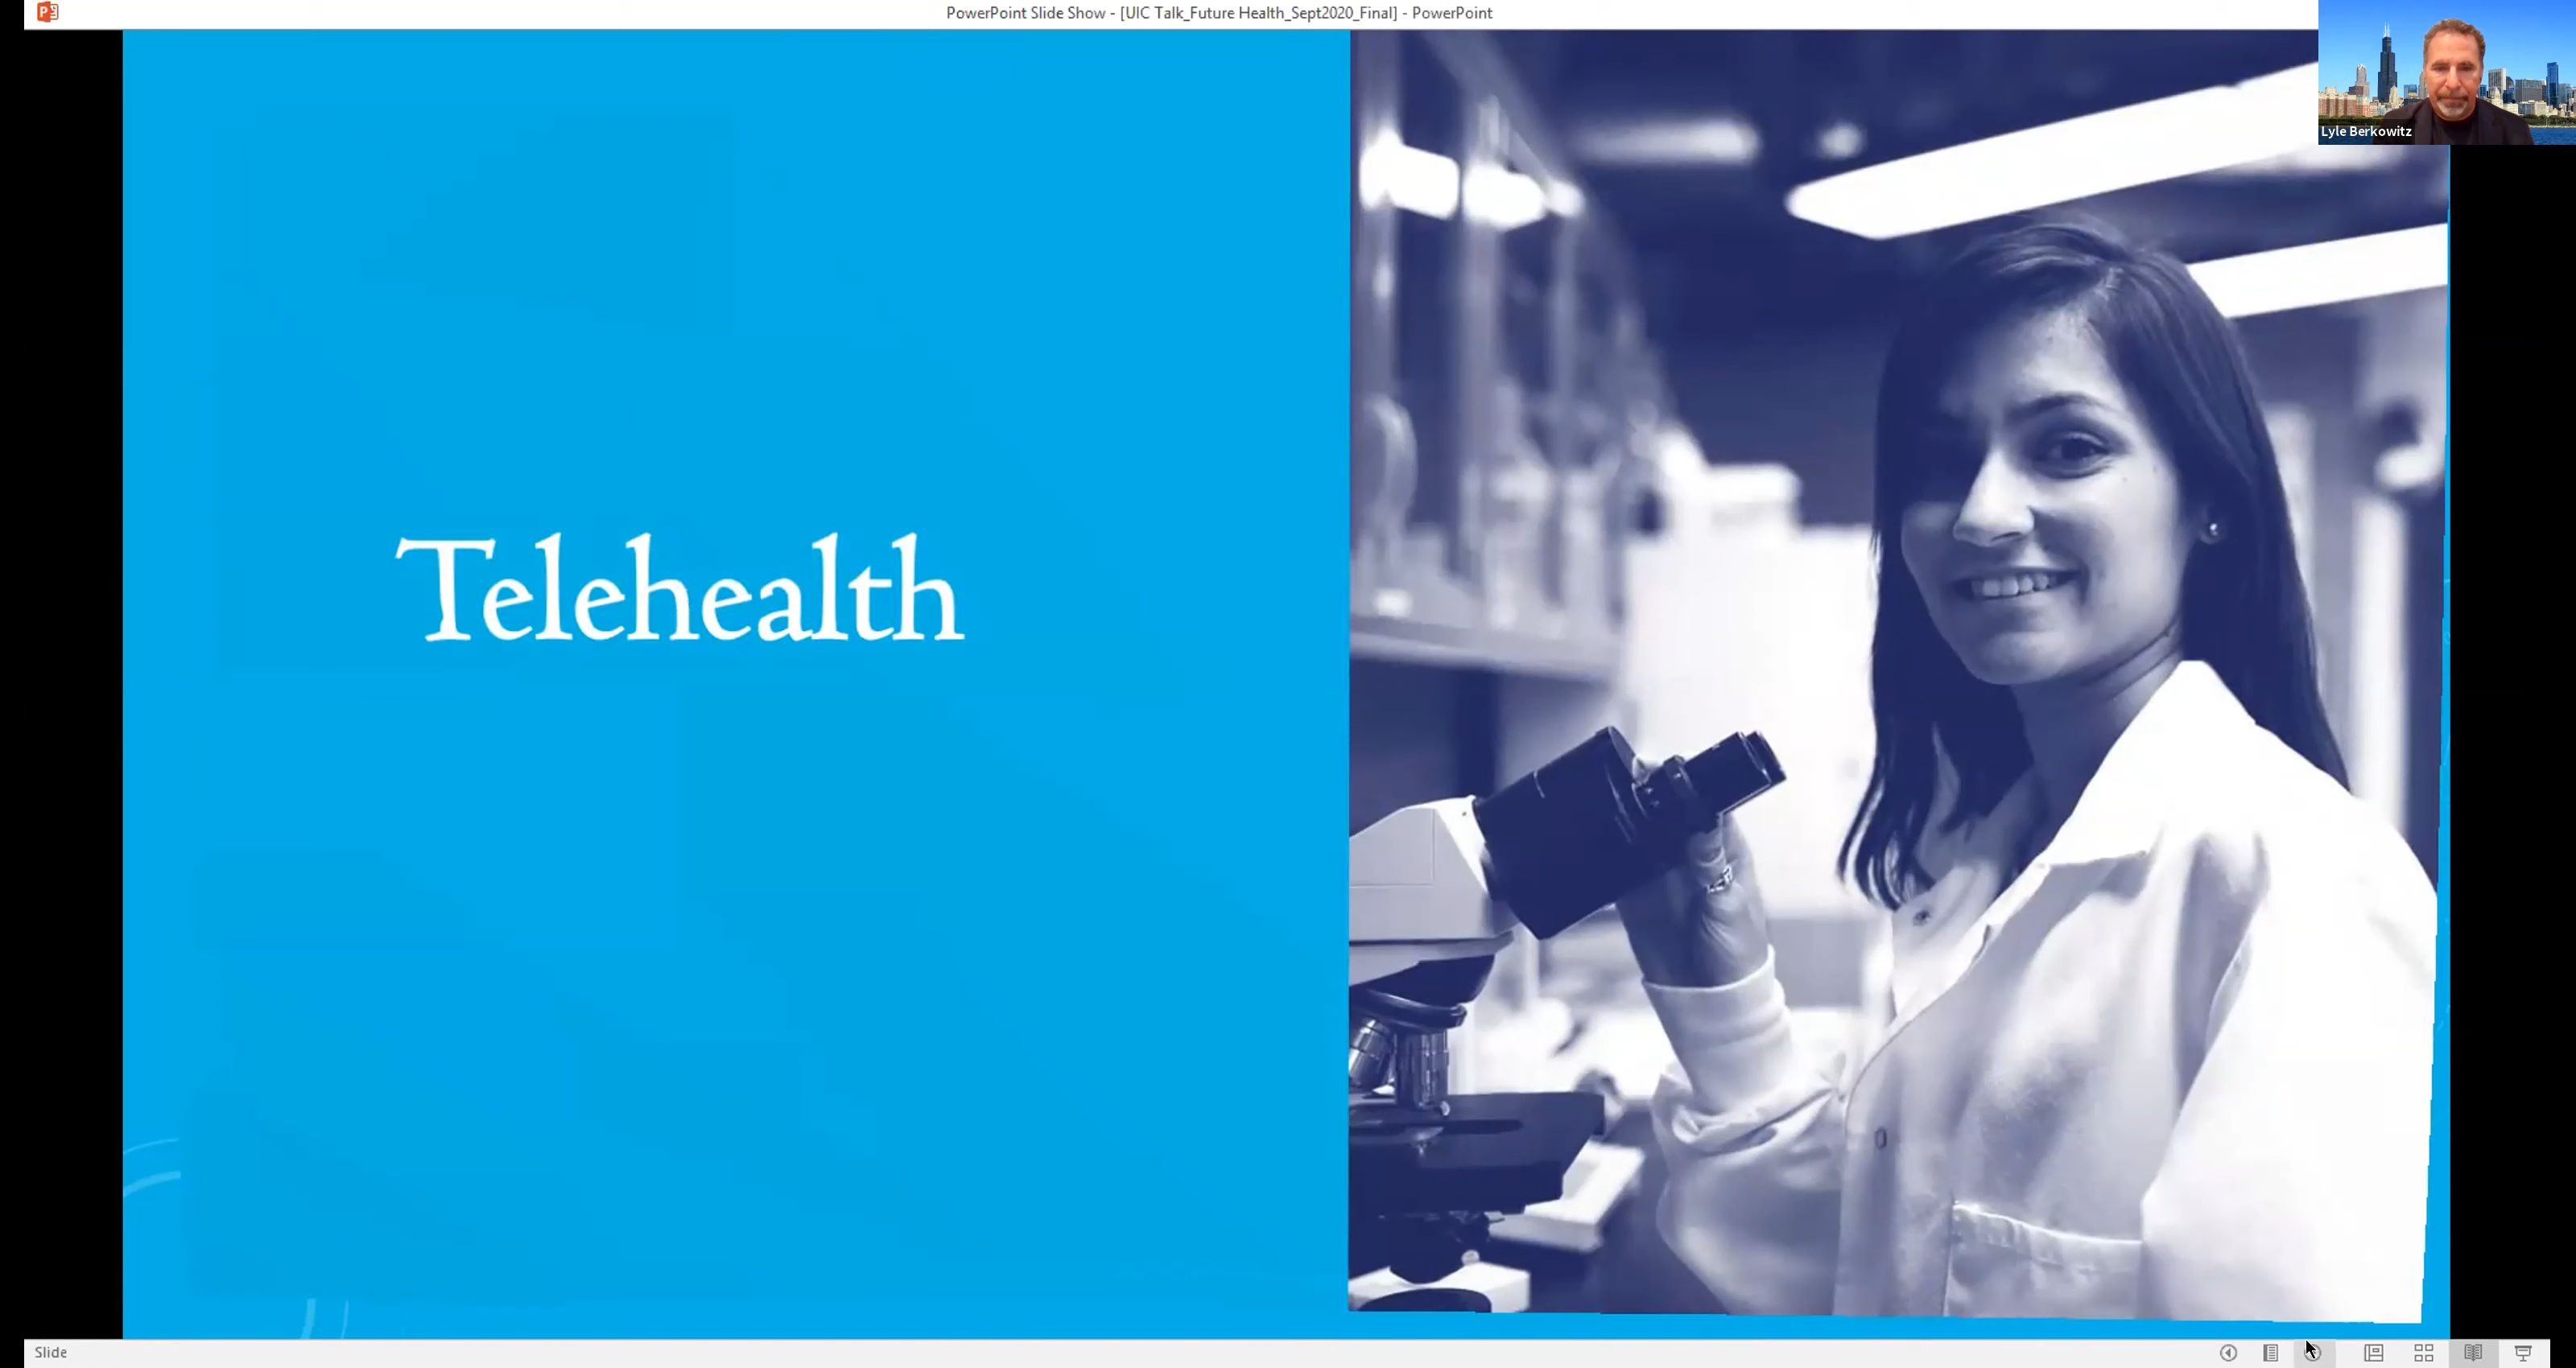 PowerPoint Slide Show - [UIC Talk_Future Health_Sept2020_Final] - PowerPoint
Lyle Berkowitz
Telehealth
Slide